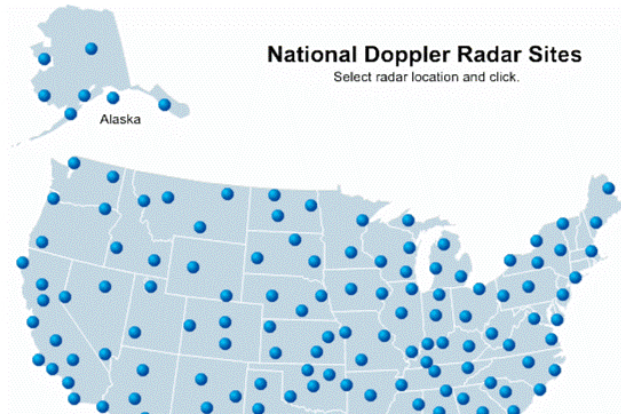 National Doppler Radar Sites
Select radar location and click.
Alaska